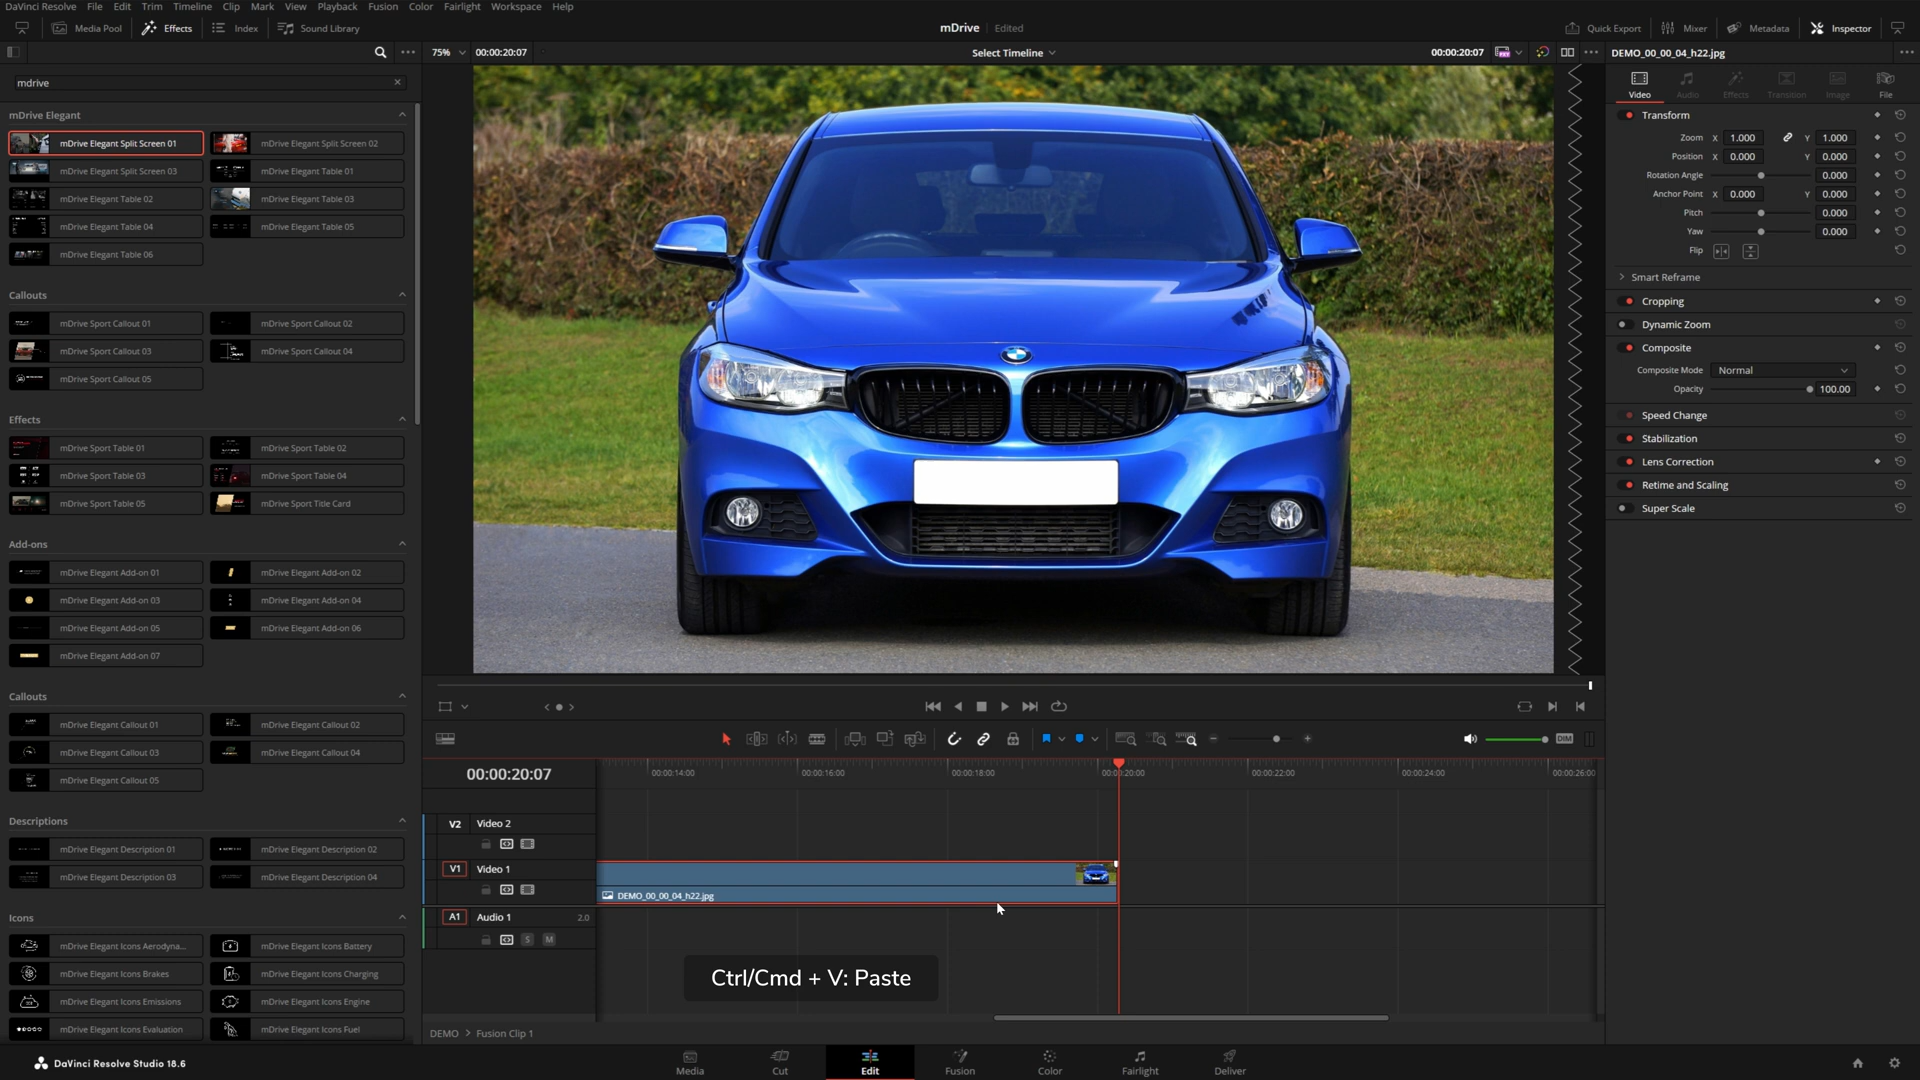 DaVinci Resolve File Edit Trim Timeline Clip Mark View Playback Fusion Color Fairlight Workspace Help
Media Pool Effects Index Sound Library mDrive Edited Quick Export Mixer Metadata Inspector
75% 00:00:20:07 Select Timeline 00:00:20:07 DEMO_00_00_04_h22.jpg
mdrive
Video Audio Effects Transition Image File
mDrive Elegant
mDrive Elegant Split Screen 01 mDrive Elegant Split Screen 02
mDrive Elegant Split Screen 03 mDrive Elegant Table 01
mDrive Elegant Table 02 mDrive Elegant Table 03
mDrive Elegant Table 04 mDrive Elegant Table 05
mDrive Elegant Table 06
Callouts
mDrive Sport Callout 01 mDrive Sport Callout 02
mDrive Sport Callout 03 mDrive Sport Callout 04
mDrive Sport Callout 05
Effects
mDrive Sport Table 01 mDrive Sport Table 02
mDrive Sport Table 03 mDrive Sport Table 04
mDrive Sport Table 05 mDrive Sport Title Card
Add-ons
mDrive Elegant Add-on 01 mDrive Elegant Add-on 02
mDrive Elegant Add-on 03 mDrive Elegant Add-on 04
mDrive Elegant Add-on 05 mDrive Elegant Add-on 06
mDrive Elegant Add-on 07
Callouts
mDrive Elegant Callout 01 mDrive Elegant Callout 02
mDrive Elegant Callout 03 mDrive Elegant Callout 04
mDrive Elegant Callout 05
Descriptions
mDrive Elegant Description 01 mDrive Elegant Description 02
mDrive Elegant Description 03 mDrive Elegant Description 04
Icons
mDrive Elegant Icons Aerodyna... mDrive Elegant Icons Battery
mDrive Elegant Icons Brakes mDrive Elegant Icons Charging
mDrive Elegant Icons Emissions mDrive Elegant Icons Engine
mDrive Elegant Icons Evaluation mDrive Elegant Icons Fuel
Transform
Zoom X 1.000 Y 1.000
Position X 0.000 Y 0.000
Rotation Angle 0.000
Anchor Point X 0.000 Y 0.000
Pitch 0.000
Yaw 0.000
Flip
Smart Reframe
Cropping
Dynamic Zoom
Composite
Composite Mode Normal
Opacity 100.00
Speed Change
Stabilization
Lens Correction
Retime and Scaling
Super Scale
DIM
00:00:20:07 00:00:14:00 00:00:16:00 00:00:18:00 00:00:20:00 00:00:22:00 00:00:24:00 00:00:26:00
V2 Video 2
V1 Video 1
DEMO_00_00_04_h22.jpg
A1 Audio 1 2.0
S M
Ctrl/Cmd + V: Paste
DEMO > Fusion Clip 1
DaVinci Resolve Studio 18.6
Media Cut Edit Fusion Color Fairlight Deliver